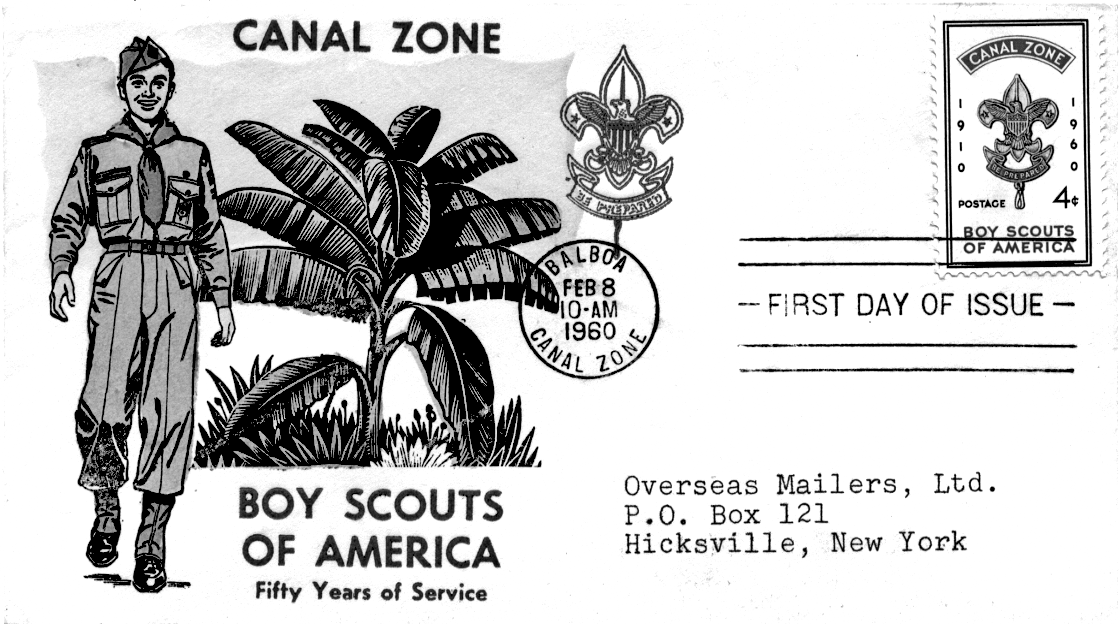 CANAL ZONE
BE PREPARED
CANAL ZONE
1910
1960
BE PREPARED
POSTAGE 4¢
BOY SCOUTS
OF AMERICA
BALBOA
FEB 8
10-AM
1960
CANAL ZONE
— FIRST DAY OF ISSUE —
BOY SCOUTS
OF AMERICA
Fifty Years of Service
Overseas Mailers, Ltd.
P.O. Box 121
Hicksville, New York